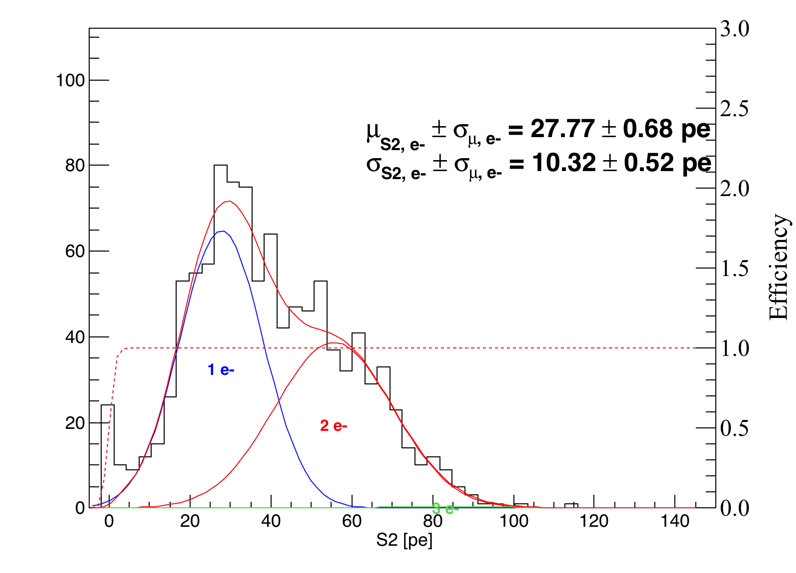 3.0
100
2.5
μS2, e- ± σμ, e- = 27.77 ± 0.68 pe
σS2, e- ± σμ, e- = 10.32 ± 0.52 pe
80
2.0
60
1.5
Efficiency
40
1.0
1 e-
2 e-
20
0.5
3 e-
0
0.0
0 20 40 60 80 100 120 140
S2 [pe]